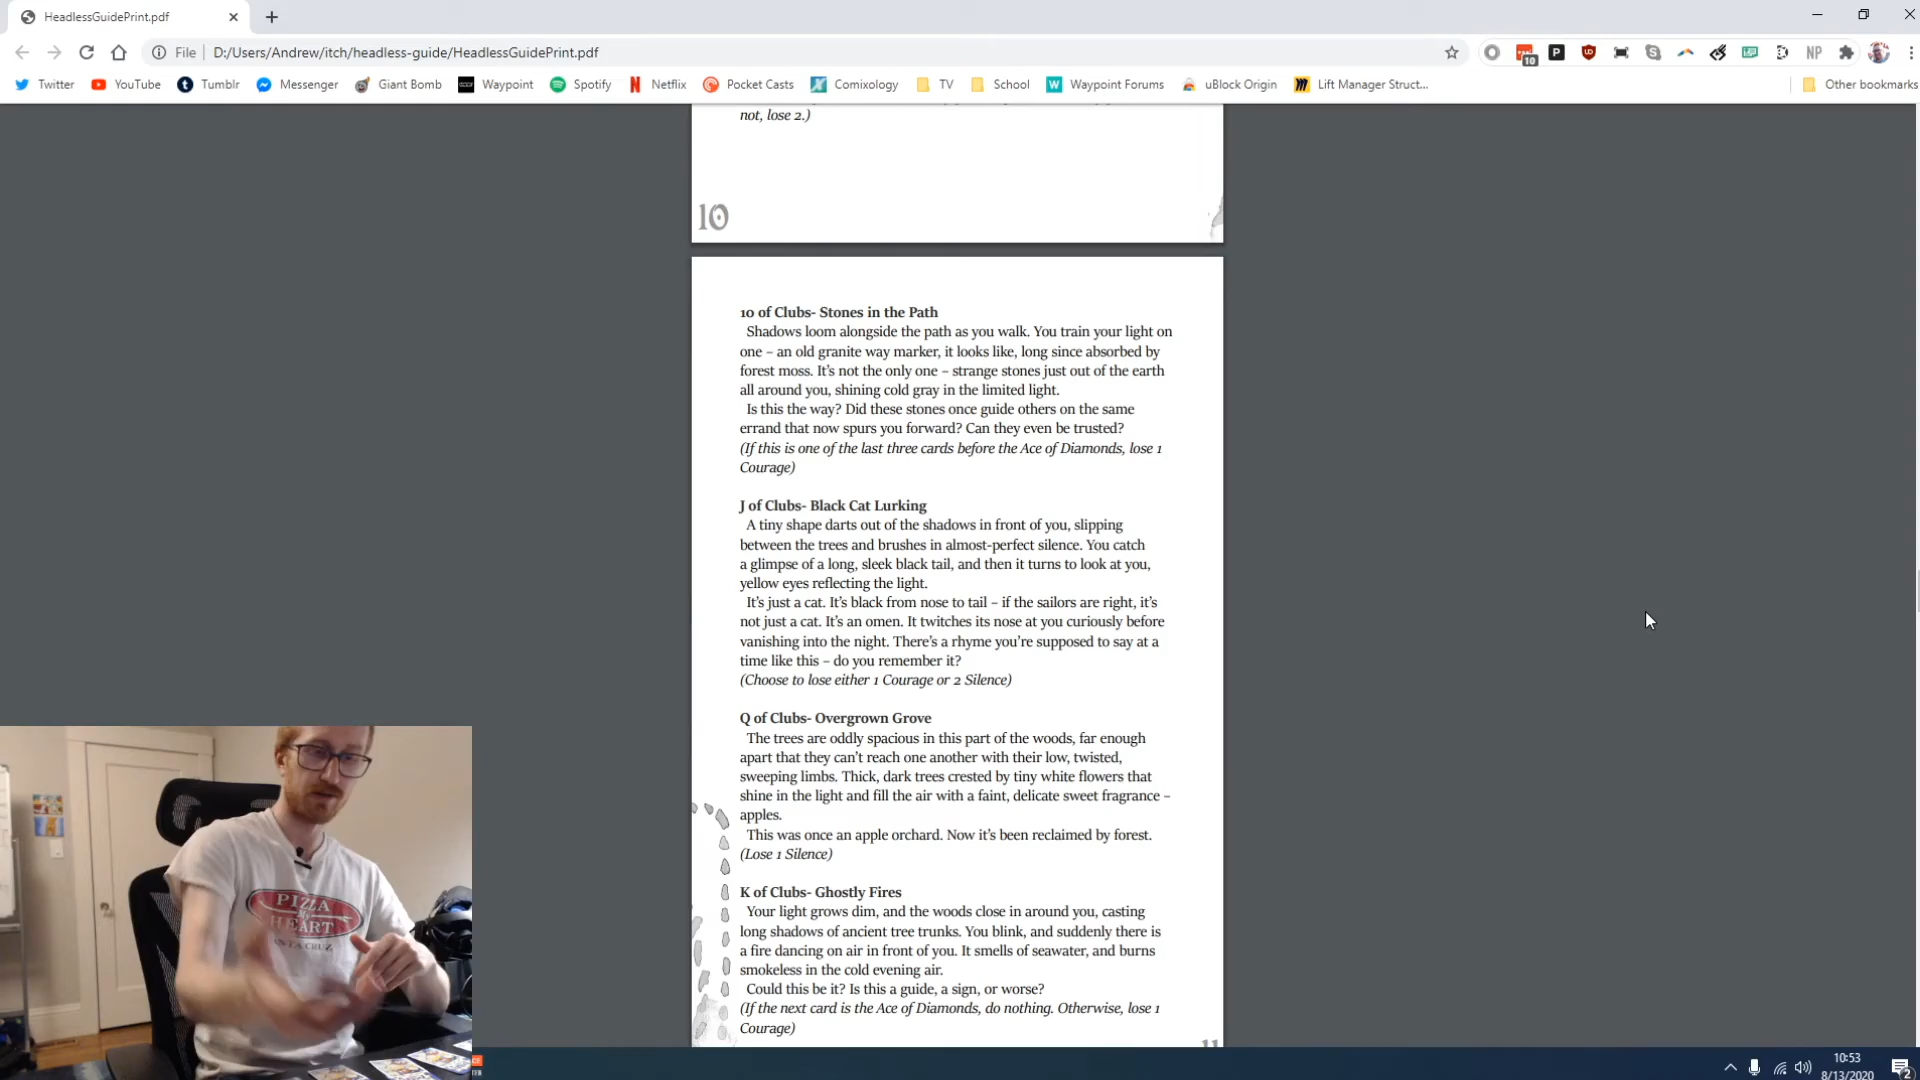 HeadlessGuidePrint.pdf
File | D:/Users/Andrew/itch/headless-guide/HeadlessGuidePrint.pdf
10 P UD NP
Twitter YouTube Tumblr Messenger Giant Bomb Waypoint Spotify Netflix Pocket Casts Comixology TV School Waypoint Forums uBlock Origin Lift Manager Struct... Other bookmarks
not, lose 2.)
10
10 of Clubs- Stones in the Path
Shadows loom alongside the path as you walk. You train your light on
one – an old granite way marker, it looks like, long since absorbed by
forest moss. It's not the only one – strange stones just out of the earth
all around you, shining cold gray in the limited light.
Is this the way? Did these stones once guide others on the same
errand that now spurs you forward? Can they even be trusted?
(If this is one of the last three cards before the Ace of Diamonds, lose 1
Courage)
J of Clubs- Black Cat Lurking
A tiny shape darts out of the shadows in front of you, slipping
between the trees and brushes in almost-perfect silence. You catch
a glimpse of a long, sleek black tail, and then it turns to look at you,
yellow eyes reflecting the light.
It's just a cat. It's black from nose to tail – if the sailors are right, it's
not just a cat. It's an omen. It twitches its nose at you curiously before
vanishing into the night. There's a rhyme you're supposed to say at a
time like this – do you remember it?
(Choose to lose either 1 Courage or 2 Silence)
Q of Clubs- Overgrown Grove
The trees are oddly spacious in this part of the woods, far enough
apart that they can't reach one another with their low, twisted,
sweeping limbs. Thick, dark trees crested by tiny white flowers that
shine in the light and fill the air with a faint, delicate sweet fragrance –
apples.
This was once an apple orchard. Now it's been reclaimed by forest.
(Lose 1 Silence)
K of Clubs- Ghostly Fires
Your light grows dim, and the woods close in around you, casting
long shadows of ancient tree trunks. You blink, and suddenly there is
a fire dancing on air in front of you. It smells of seawater, and burns
smokeless in the cold evening air.
Could this be it? Is this a guide, a sign, or worse?
(If the next card is the Ace of Diamonds, do nothing. Otherwise, lose 1
Courage)
PIZZA
My
HEART
SANTA CRUZ
10:53
8/13/2020
2